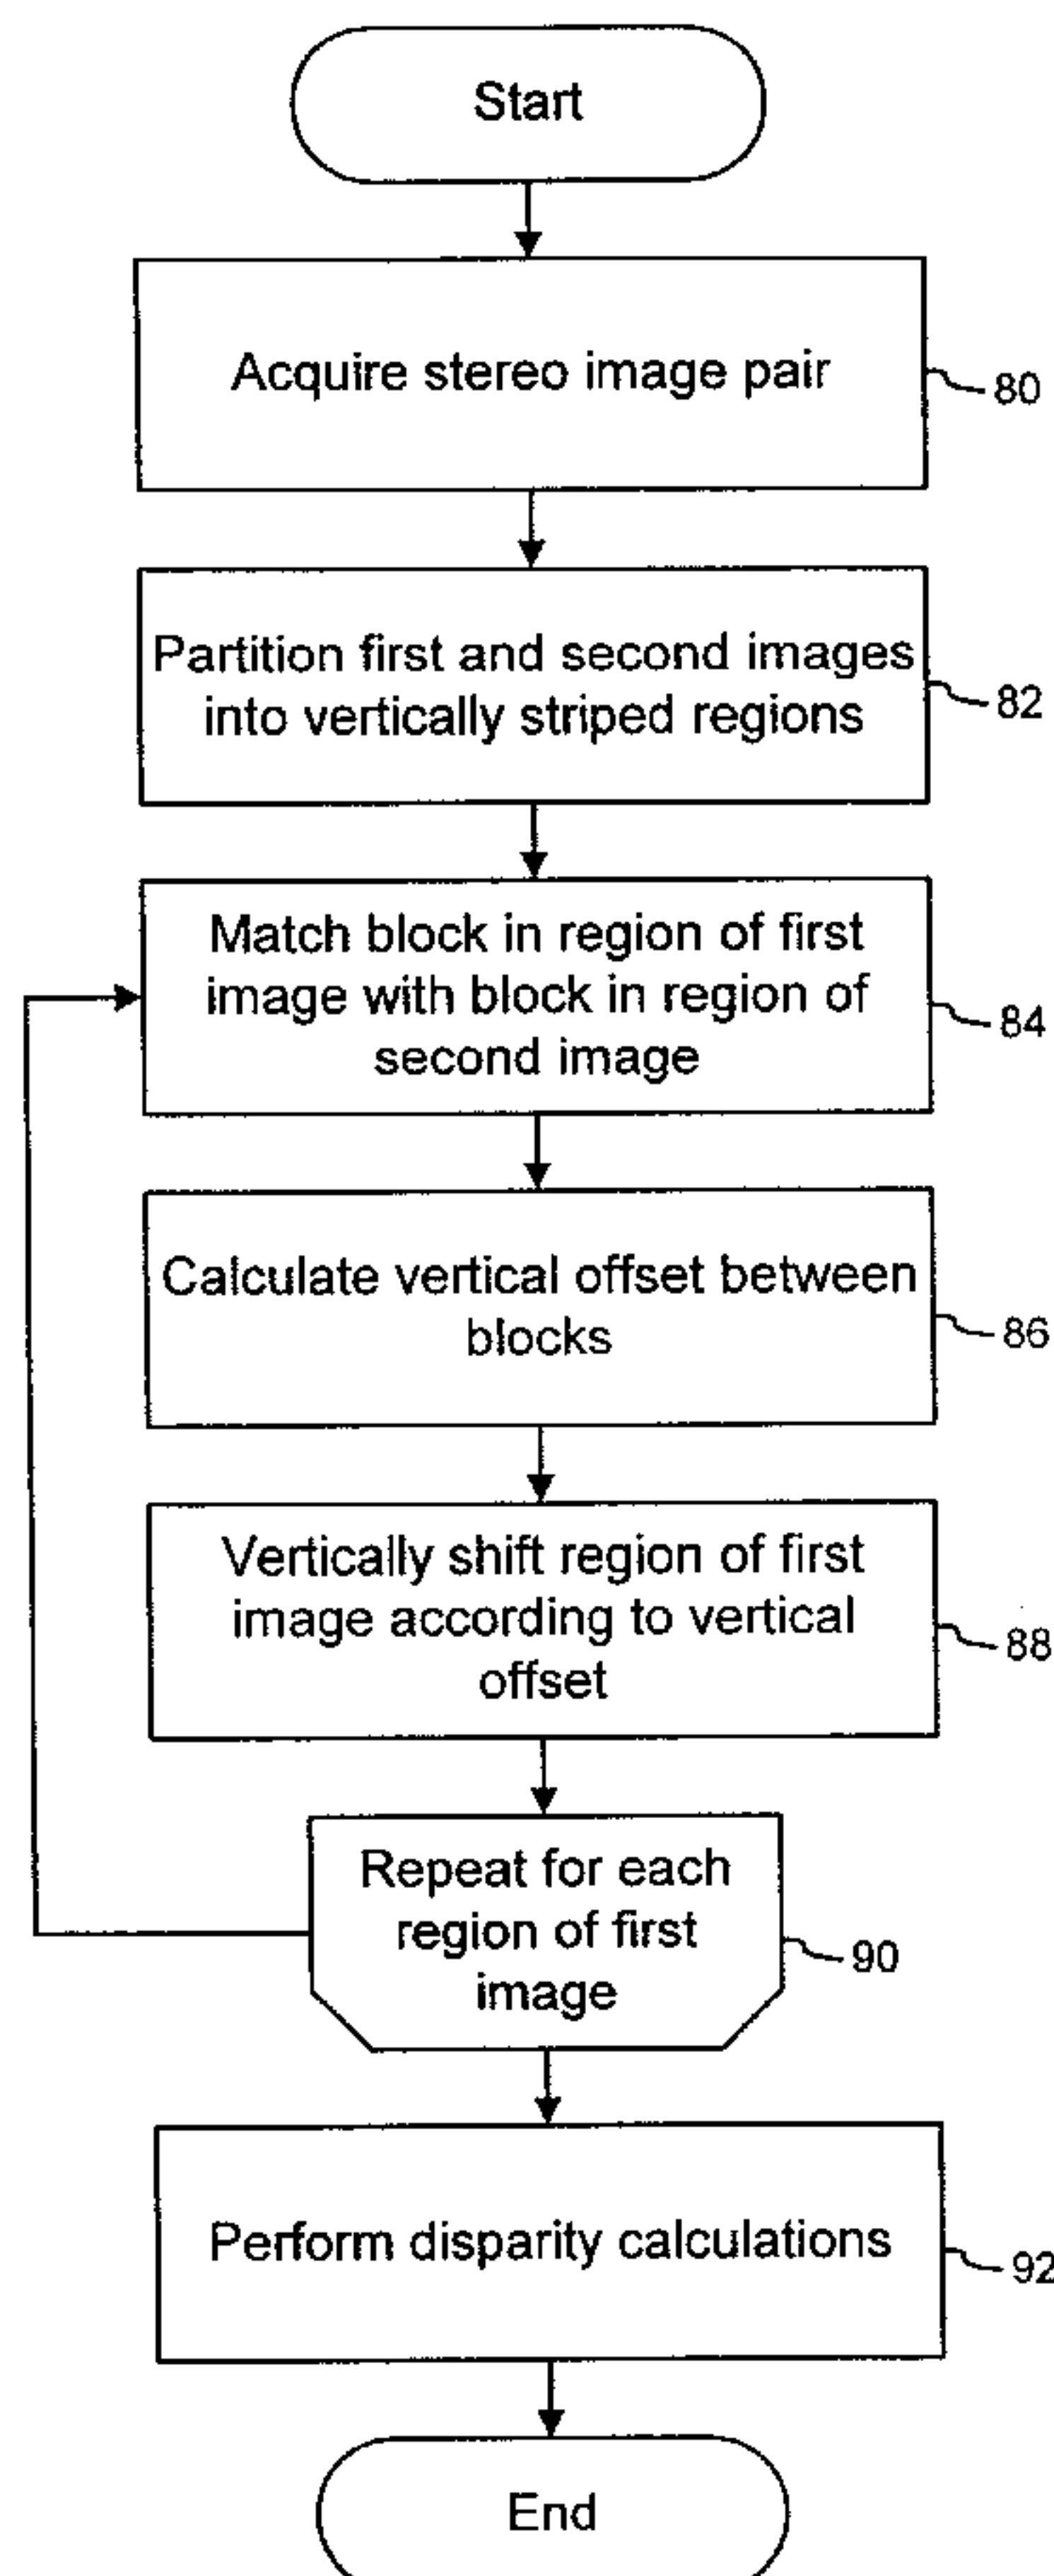 Start
Acquire stereo image pair
80
Partition first and second images
into vertically striped regions
82
Match block in region of first
image with block in region of
second image
84
Calculate vertical offset between
blocks
86
Vertically shift region of first
image according to vertical
offset
88
Repeat for each
region of first
image
90
Perform disparity calculations
92
End